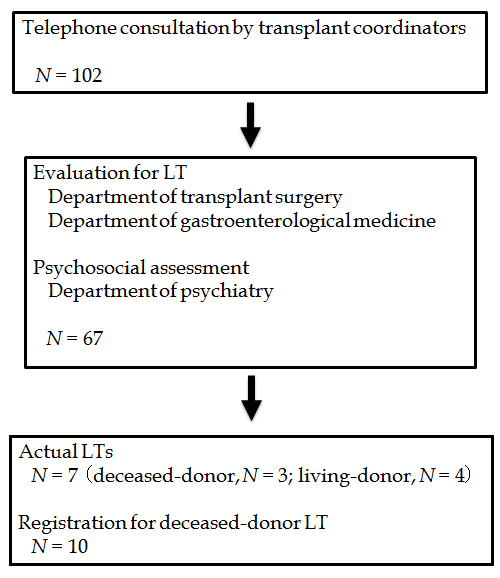 Telephone consultation by transplant coordinators
N = 102
Evaluation for LT
Department of transplant surgery
Department of gastroenterological medicine
Psychosocial assessment
Department of psychiatry
N = 67
Actual LTs
N = 7 (deceased-donor, N = 3; living-donor, N = 4)
Registration for deceased-donor LT
N = 10